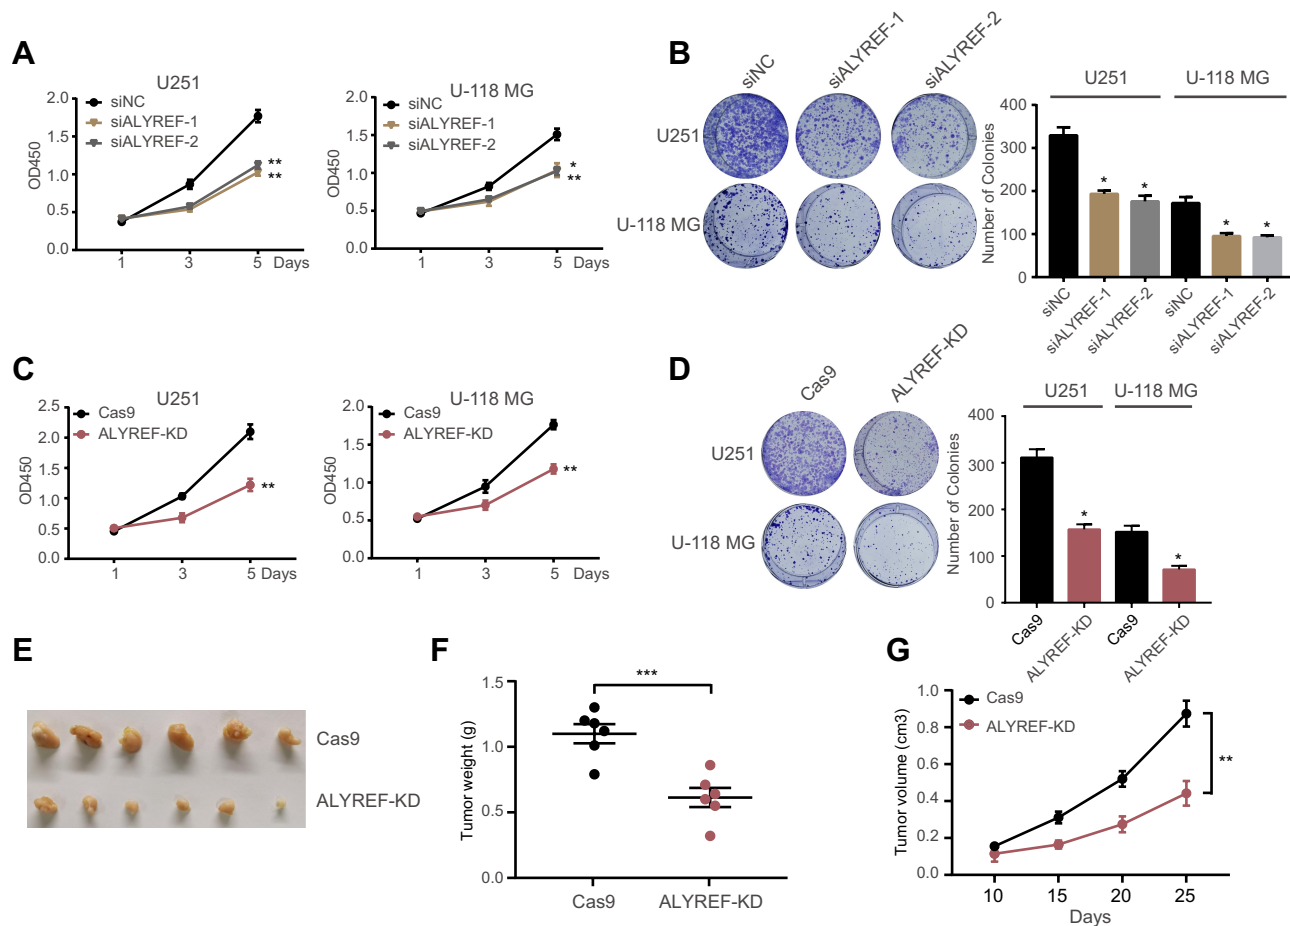 A
U251
2.0
1.5
1.0
0.5
0.0
OD450
siNC
siALYREF-1
siALYREF-2
**
**
1 3 5 Days
U-118 MG
2.0
1.5
1.0
0.5
0.0
OD450
siNC
siALYREF-1
siALYREF-2
*
**
1 3 5 Days
B
siNC siALYREF-1 siALYREF-2
U251
U-118 MG
U251 U-118 MG
400
300
200
100
0
Number of Colonies
* * * *
siNC siALYREF-1 siALYREF-2 siNC siALYREF-1 siALYREF-2
C
U251
2.5
2.0
1.5
1.0
0.5
0.0
OD450
Cas9
ALYREF-KD
**
1 3 5 Days
U-118 MG
2.0
1.5
1.0
0.5
0.0
OD450
Cas9
ALYREF-KD
**
1 3 5 Days
D
Cas9 ALYREF-KD
U251
U-118 MG
U251 U-118 MG
400
300
200
100
0
Number of Colonies
* *
Cas9 ALYREF-KD Cas9 ALYREF-KD
E
Cas9
ALYREF-KD
F
1.5
1.0
0.5
0.0
Tumor weight (g)
***
Cas9 ALYREF-KD
G
1.0
0.8
0.6
0.4
0.2
0.0
Tumor volume (cm3)
Cas9
ALYREF-KD
**
10 15 20 25
Days